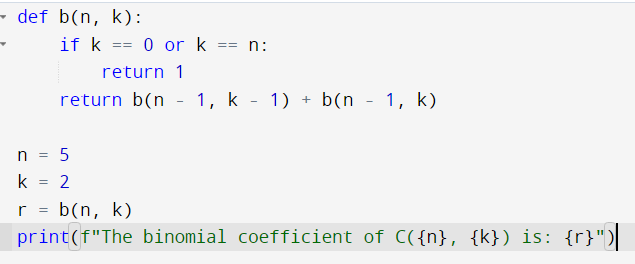 def b(n, k):
    if k == 0 or k == n:
        return 1
    return b(n - 1, k - 1) + b(n - 1, k)

n = 5
k = 2
r = b(n, k)
print(f"The binomial coefficient of C({n}, {k}) is: {r}")